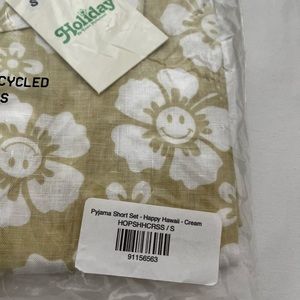 S
Holiday
CYCLED
S
Pyjama Short Set - Happy Hawaii - Cream
HOPSHHCRSS / S
91156563